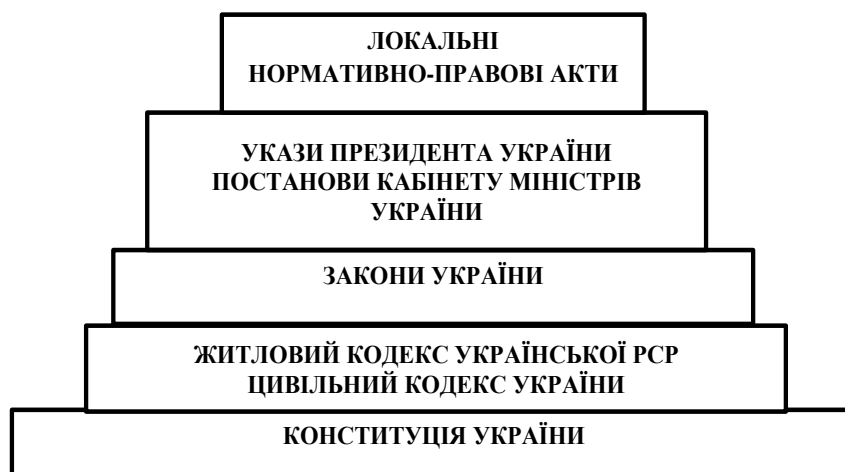 ЛОКАЛЬНІ
НОРМАТИВНО-ПРАВОВІ АКТИ
УКАЗИ ПРЕЗИДЕНТА УКРАЇНИ
ПОСТАНОВИ КАБІНЕТУ МІНІСТРІВ
УКРАЇНИ
ЗАКОНИ УКРАЇНИ
ЖИТЛОВИЙ КОДЕКС УКРАЇНСЬКОЇ РСР
ЦИВІЛЬНИЙ КОДЕКС УКРАЇНИ
КОНСТИТУЦІЯ УКРАЇНИ